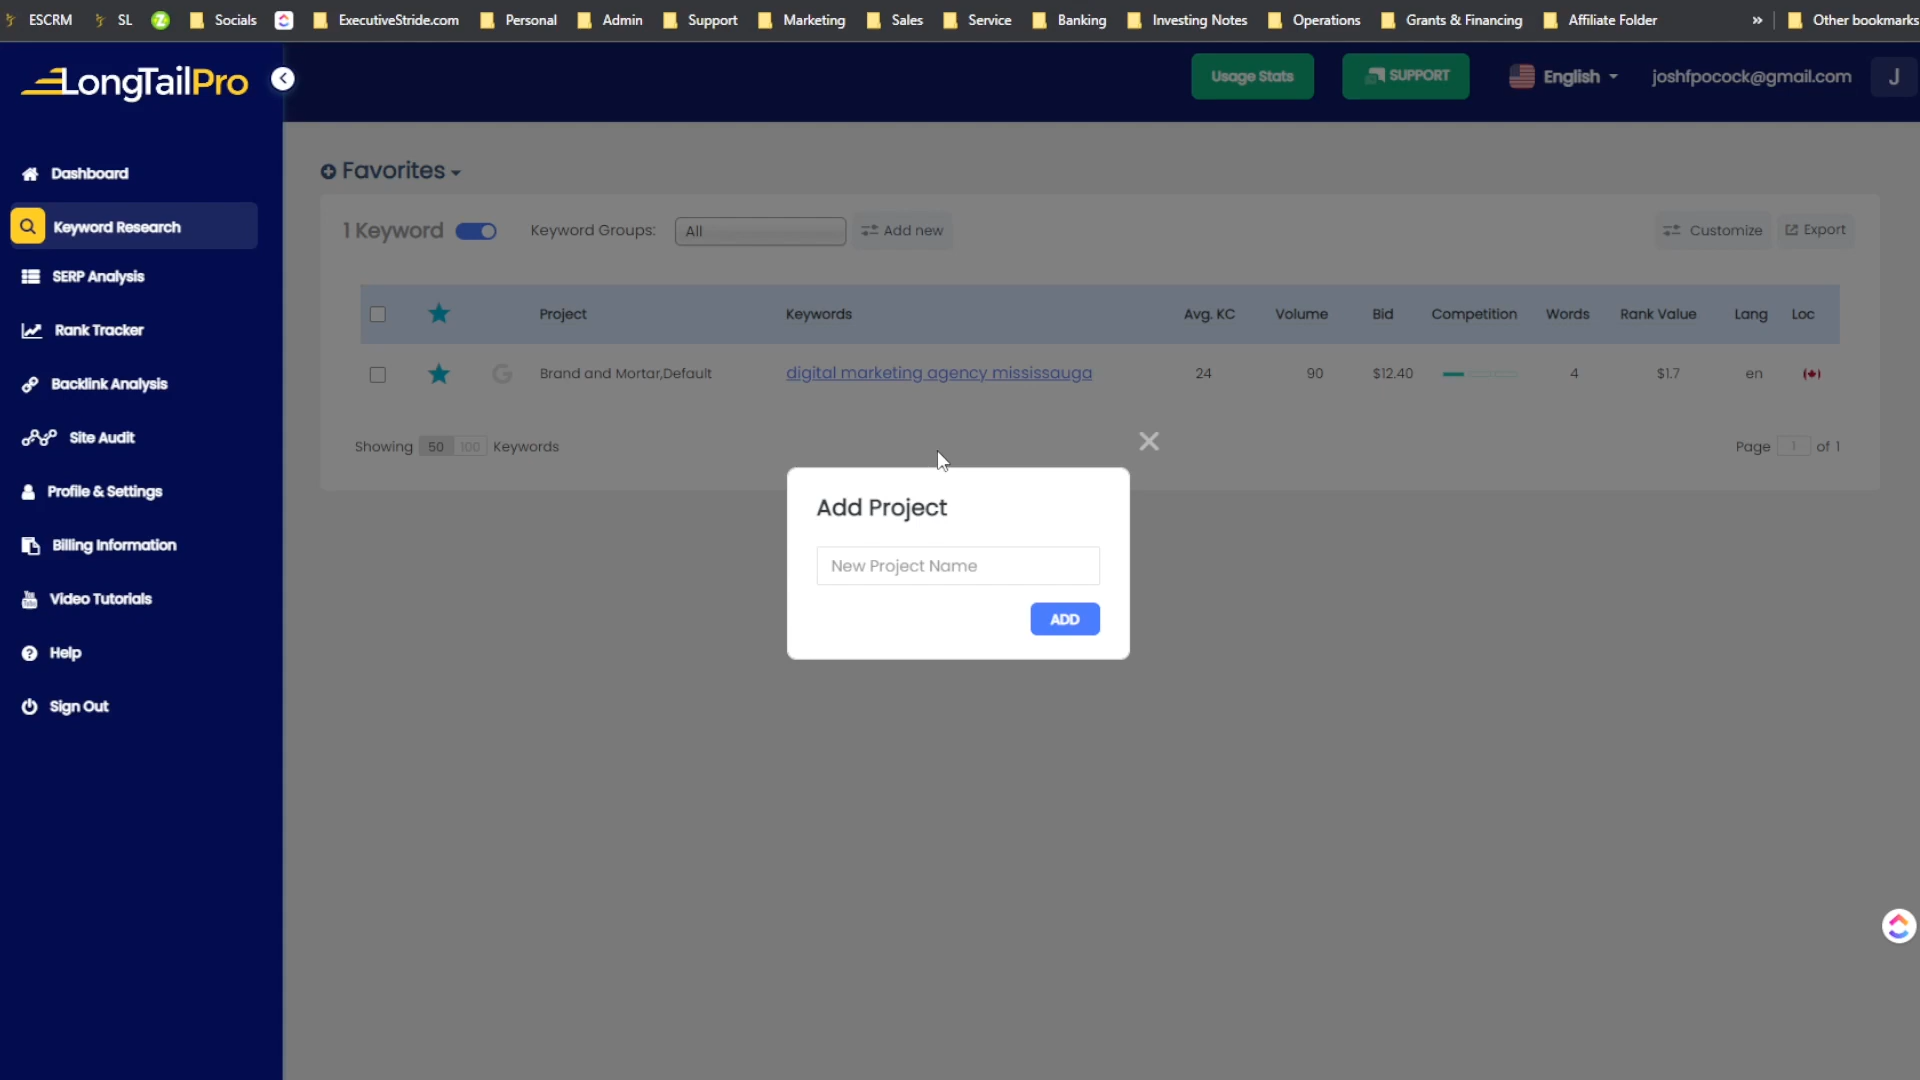 ESCRM SL Socials ExecutiveStride.com Personal Admin Support Marketing Sales Service Banking Investing Notes Operations Grants & Financing Affiliate Folder » Other bookmarks
LongTailPro
Usage Stats SUPPORT English joshfpocock@gmail.com J
Dashboard
Keyword Research
SERP Analysis
Rank Tracker
Backlink Analysis
Site Audit
Profile & Settings
Billing Information
Video Tutorials
Help
Sign Out
Favorites
1 Keyword Keyword Groups: All Add new Customize Export
Project Keywords Avg. KC Volume Bid Competition Words Rank Value Lang Loc
Brand and Mortar,Default digital marketing agency mississauga 24 90 $12.40 4 $1.7 en
Showing 50 100 Keywords Page 1 of 1
Add Project
New Project Name
ADD